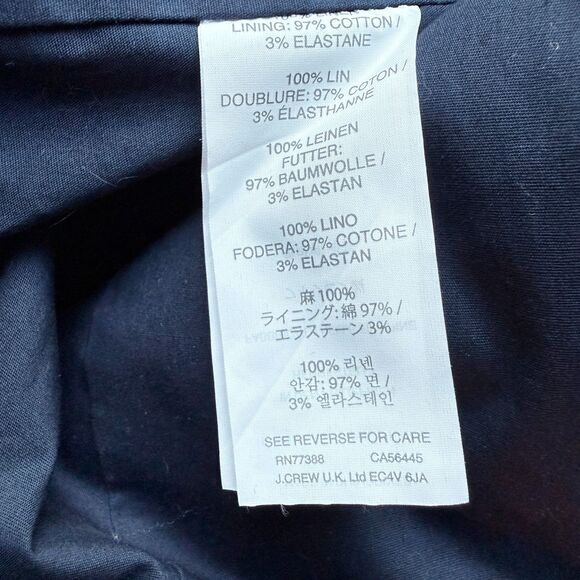 LINING: 97% COTTON /
3% ELASTANE
100% LIN
DOUBLURE: 97% COTON /
3% ÉLASTHANNE
100% LEINEN
FUTTER:
97% BAUMWOLLE /
3% ELASTAN
100% LINO
FODERA: 97% COTONE /
3% ELASTAN
麻100%
ライニング: 綿 97% /
エラステーン 3%
100% 리넨
안감: 97% 면 /
3% 엘라스테인
SEE REVERSE FOR CARE
RN77388 CA56445
J.CREW U.K. Ltd EC4V 6JA